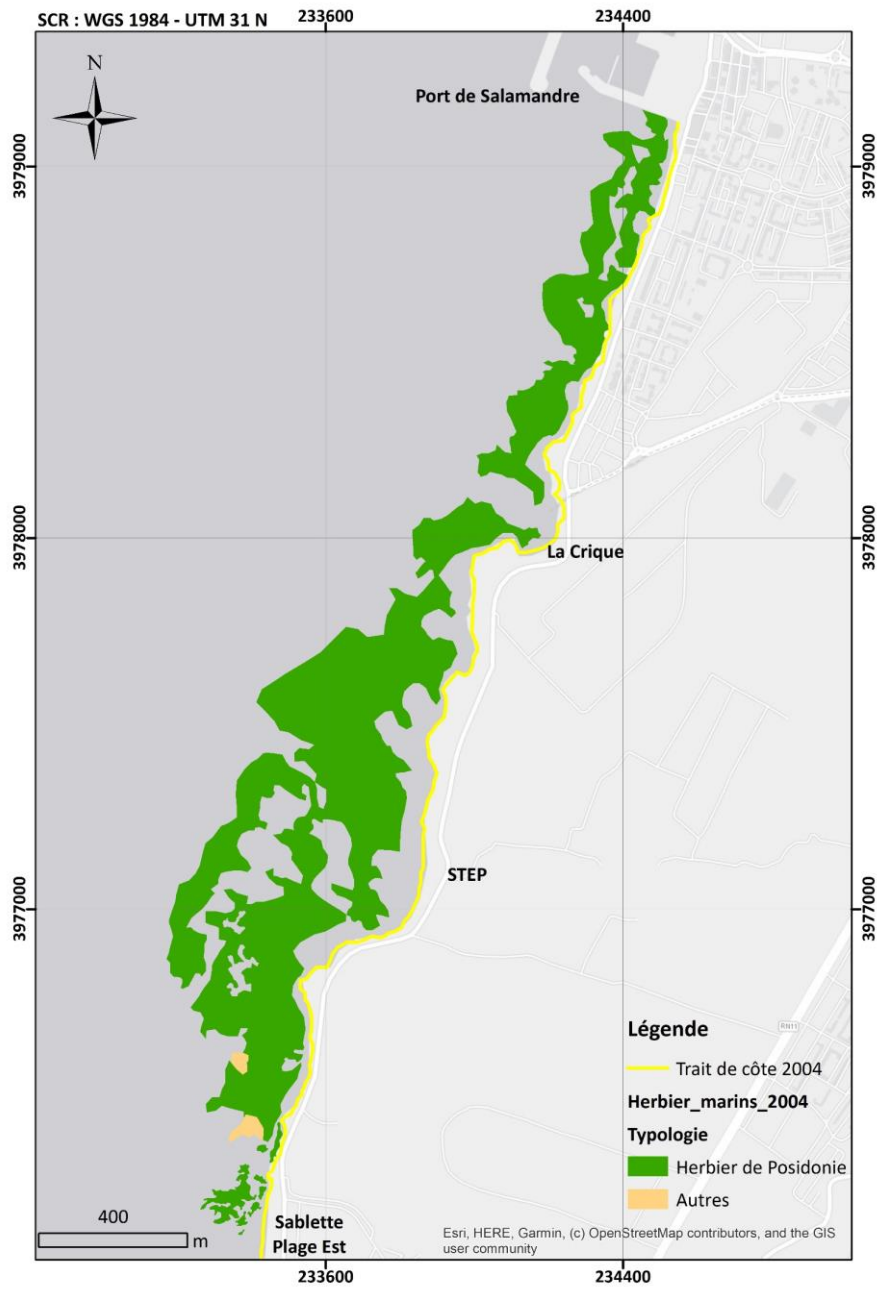 SCR : WGS 1984 - UTM 31 N
233600
234400
N
Port de Salamandre
3979000
3979000
3978000
3978000
La Crique
STEP
3977000
3977000
RN11
Légende
Trait de côte 2004
Herbier_marins_2004
Typologie
Herbier de Posidonie
Autres
400
m
Sablette
Plage Est
Esri, HERE, Garmin, (c) OpenStreetMap contributors, and the GIS
user community
233600
234400